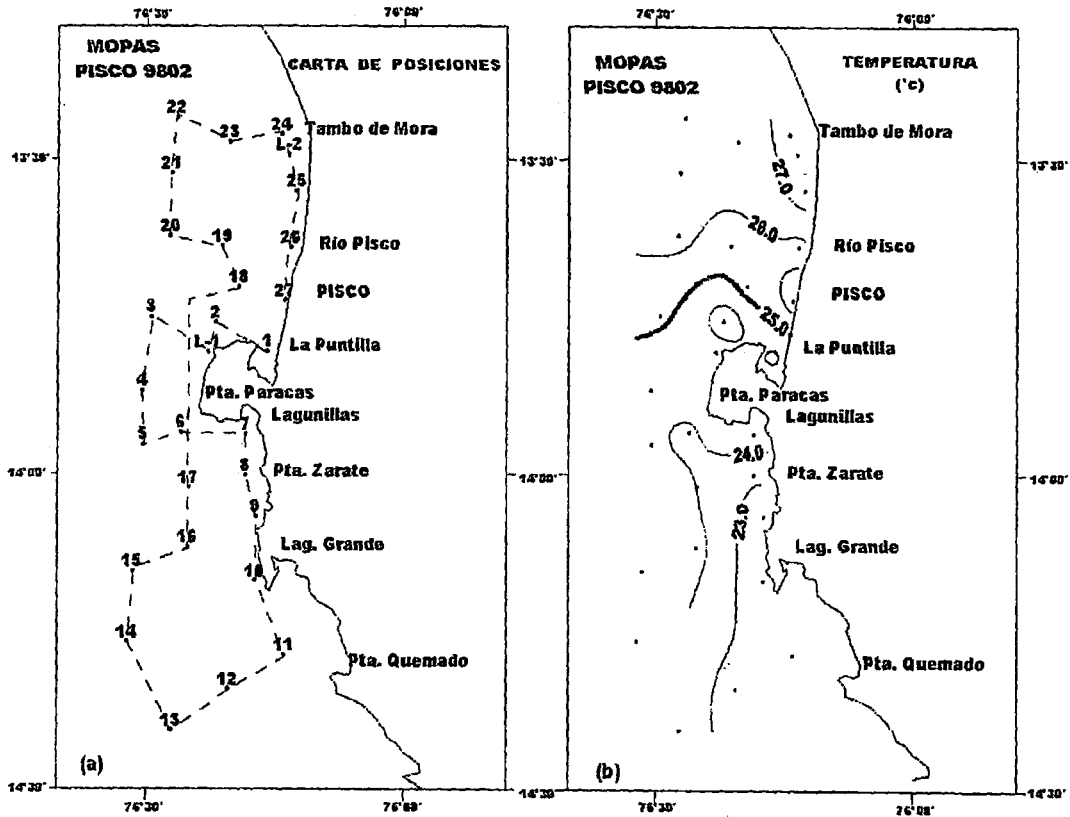 76°30'
76°00'
MOPAS
PISCO 9802
CARTA DE POSICIONES
22
23
24
Tambo de Mora
L-2
13°30'
21
25
20
19
26
Río Pisco
18
27
PISCO
3
2
1
La Puntilla
L-1
4
Pta. Paracas
Lagunillas
5
6
7
8
Pta. Zarate
14°00'
17
9
16
15
Lag. Grande
10
14
11
Pta. Quemado
12
13
(a)
14°30'
76°30'
76°00'
76°30'
76°00'
MOPAS
PISCO 9802
TEMPERATURA
(°c)
Tambo de Mora
13°30'
27.0
Río Pisco
PISCO
25.0
La Puntilla
Pta. Paracas
Lagunillas
24.0
Pta. Zarate
14°00'
23.0
Lag. Grande
Pta. Quemado
(b)
14°30'
14°30'
76°30'
76°00'